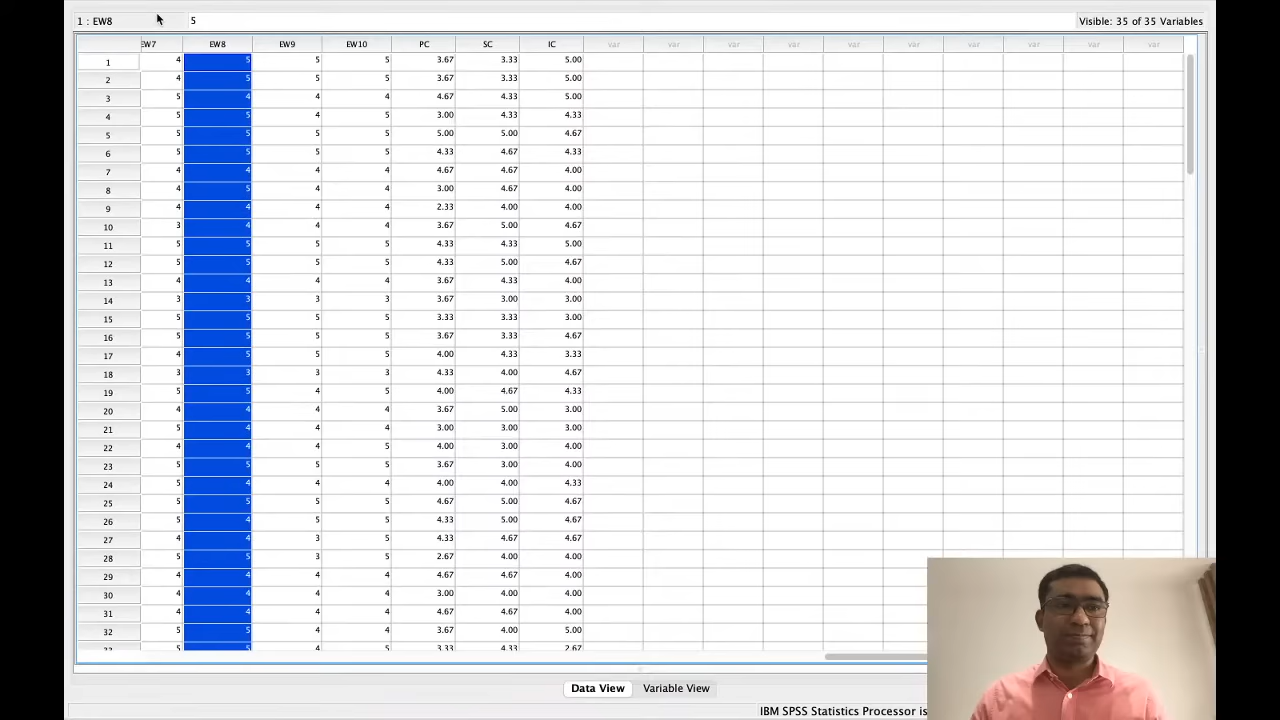 1 : EW8 5 Visible: 35 of 35 Variables
EW7 EW8 EW9 EW10 PC SC IC var var var var var var var var var var
1 4 5 5 5 3.67 3.33 5.00
2 4 5 5 5 3.67 3.33 5.00
3 5 4 4 4 4.67 4.33 5.00
4 5 5 4 5 3.00 4.33 4.33
5 5 5 5 5 5.00 5.00 4.67
6 5 5 5 5 4.33 4.67 4.33
7 4 4 4 4 4.67 4.67 4.00
8 4 5 4 4 3.00 4.67 4.00
9 4 4 4 4 2.33 4.00 4.00
10 3 4 4 4 3.67 5.00 4.67
11 5 5 5 5 4.33 4.33 5.00
12 5 5 5 5 4.33 5.00 4.67
13 4 4 4 4 3.67 4.33 4.00
14 3 3 3 3 3.67 3.00 3.00
15 5 5 5 5 3.33 3.33 3.00
16 5 5 5 5 3.67 3.33 4.67
17 4 5 5 5 4.00 4.33 3.33
18 3 3 3 3 4.33 4.00 4.67
19 5 5 4 5 4.00 4.67 4.33
20 4 4 4 4 3.67 5.00 3.00
21 5 4 4 4 3.00 3.00 3.00
22 4 4 4 5 4.00 3.00 4.00
23 5 5 5 5 3.67 3.00 4.00
24 5 4 4 4 4.00 4.00 4.33
25 5 5 5 5 4.67 5.00 4.67
26 5 4 5 5 4.33 5.00 4.67
27 4 4 3 5 4.33 4.67 4.67
28 5 5 3 5 2.67 4.00 4.00
29 4 4 4 4 4.67 4.67 4.00
30 4 4 4 4 3.00 4.00 4.00
31 4 4 4 4 4.67 4.67 4.00
32 5 5 4 4 3.67 4.00 5.00
33 5 5 4 5 3.33 4.33 2.67
Data View Variable View
IBM SPSS Statistics Processor is